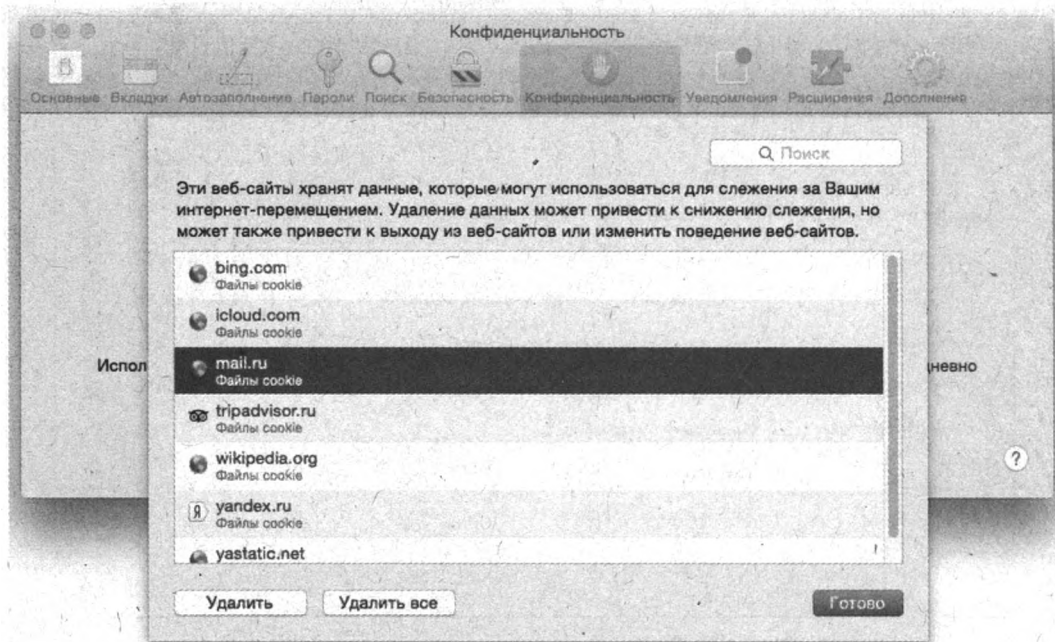 Конфиденциальность
Основные Вкладки Автозаполнение Пароли Поиск Безопасность Конфиденциальность Уведомления Расширения Дополнения
Поиск
Эти веб-сайты хранят данные, которые могут использоваться для слежения за Вашим
интернет-перемещением. Удаление данных может привести к снижению слежения, но
может также привести к выходу из веб-сайтов или изменить поведение веб-сайтов.
bing.com
Файлы cookie
icloud.com
Файлы cookie
Испол
mail.ru
дневно
Файлы cookie
tripadvisor.ru
Файлы cookie
wikipedia.org
Файлы cookie
?
Я yandex.ru
Файлы cookie
yastatic.net
Удалить Удалить все Готово